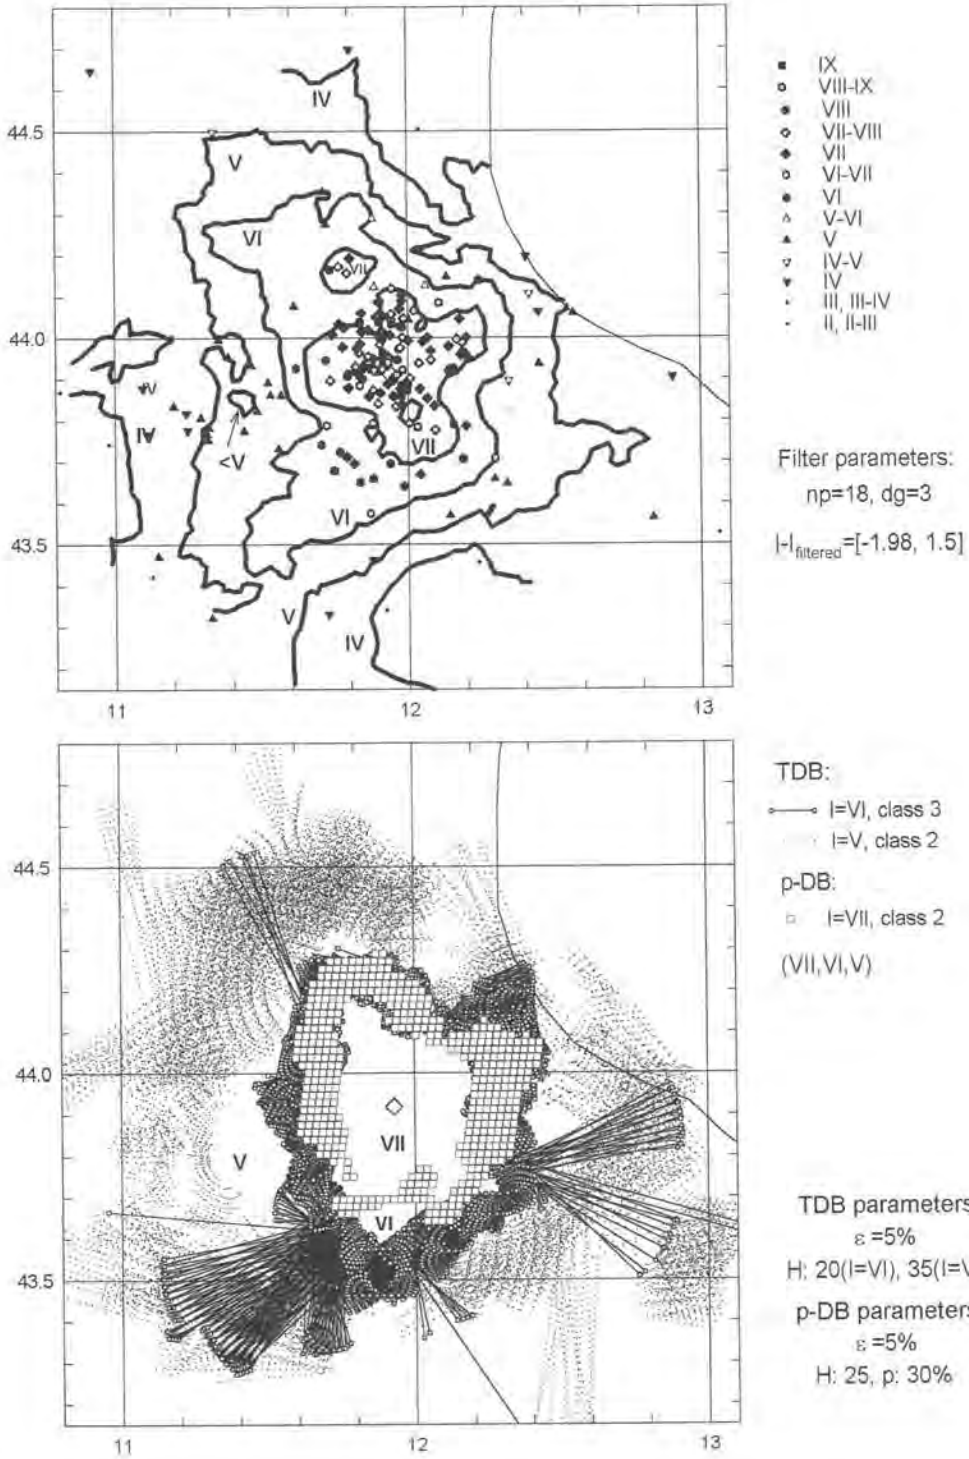 IX
VIII-IX
VIII
VII-VIII
VII
VI-VII
VI
V-VI
V
IV-V
IV
III, III-IV
II, II-III
44.5
44.0
43.5
11
12
13
IV
V
VI
VII
IV
VI
<V
VII
VI
V
IV
Filter parameters:
np=18, dg=3
I-Ifiltered=[-1.98, 1.5]
44.5
44.0
43.5
11
12
13
VII
V
VI
TDB:
I=VI, class 3
I=V, class 2
p-DB:
I=VII, class 2
(VII,VI,V)
TDB parameters
ε =5%
H: 20(I=VI), 35(I=V
p-DB parameters
ε =5%
H: 25, p: 30%